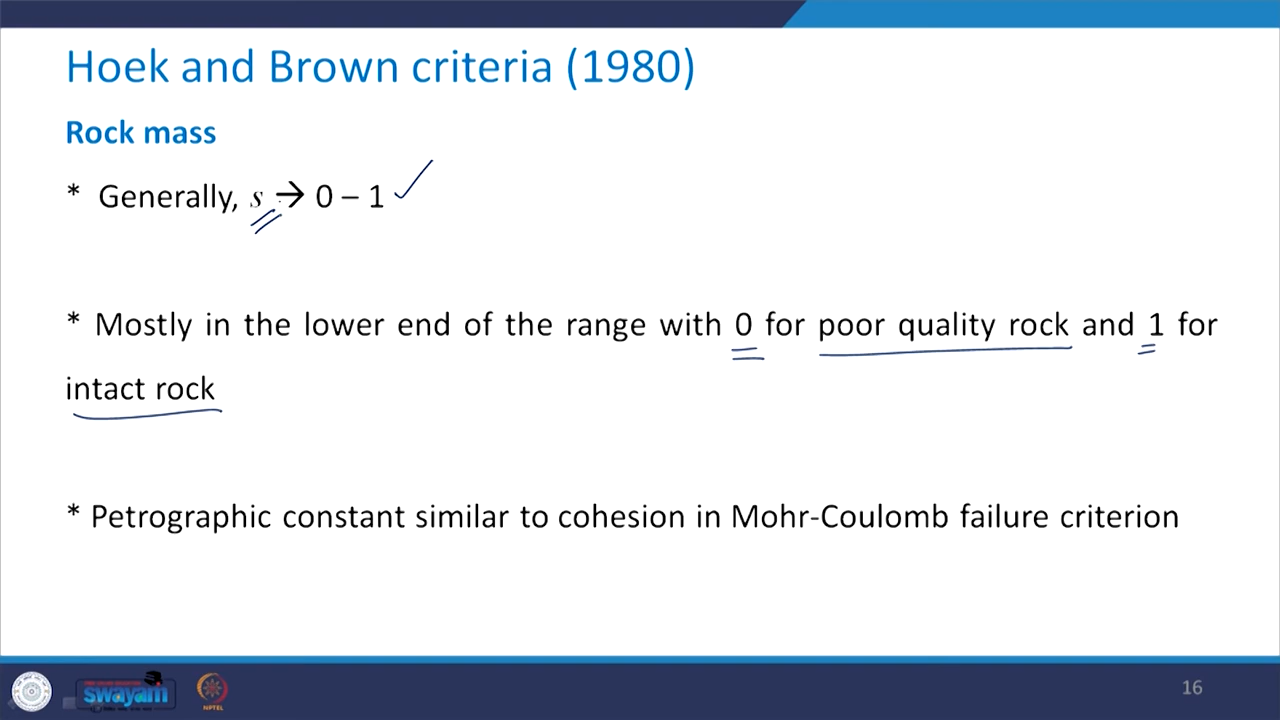 Hoek and Brown criteria (1980)
Rock mass
* Generally, s → 0 – 1
* Mostly in the lower end of the range with 0 for poor quality rock and 1 for
intact rock
* Petrographic constant similar to cohesion in Mohr-Coulomb failure criterion
swayam
NPTEL
16